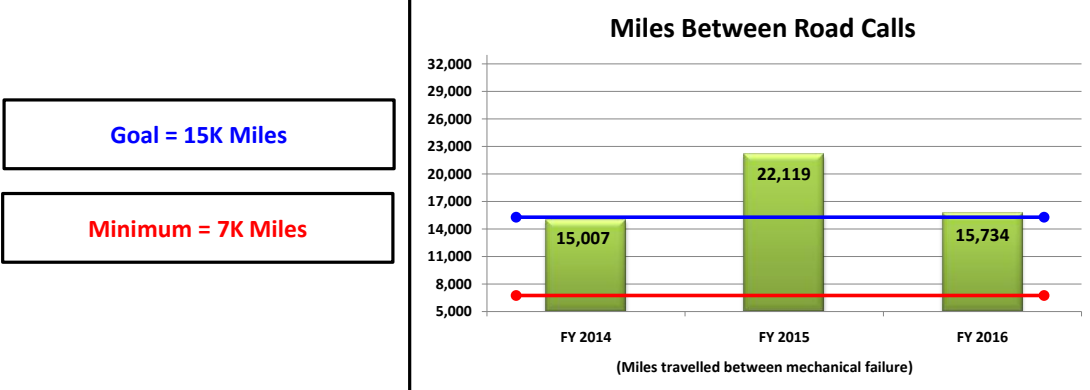 Goal = 15K Miles
Minimum = 7K Miles
Miles Between Road Calls
32,000
29,000
26,000
23,000
20,000
17,000
14,000
11,000
8,000
5,000
15,007
22,119
15,734
FY 2014
FY 2015
FY 2016
(Miles travelled between mechanical failure)